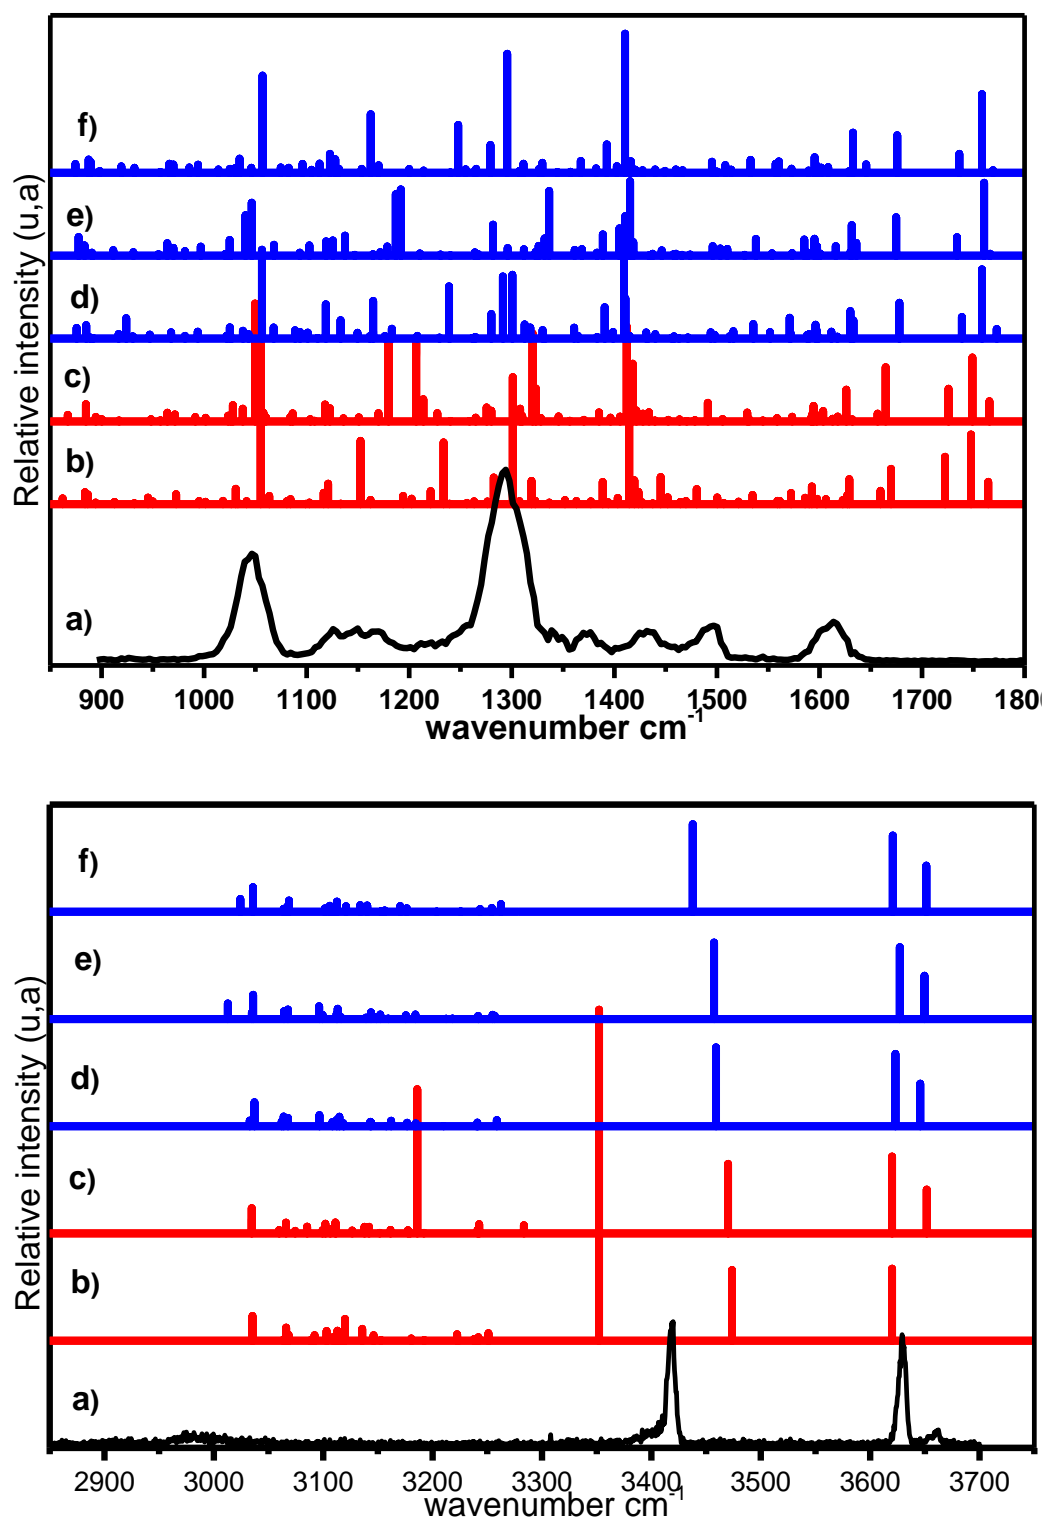 f)
e)
d)
c)
b)
a)
Relative intensity (u,a)
900 1000 1100 1200 1300 1400 1500 1600 1700 180
wavenumber cm-1
f)
e)
d)
c)
b)
a)
Relative intensity (u,a)
2900 3000 3100 3200 3300 3400 3500 3600 3700
wavenumber cm-1